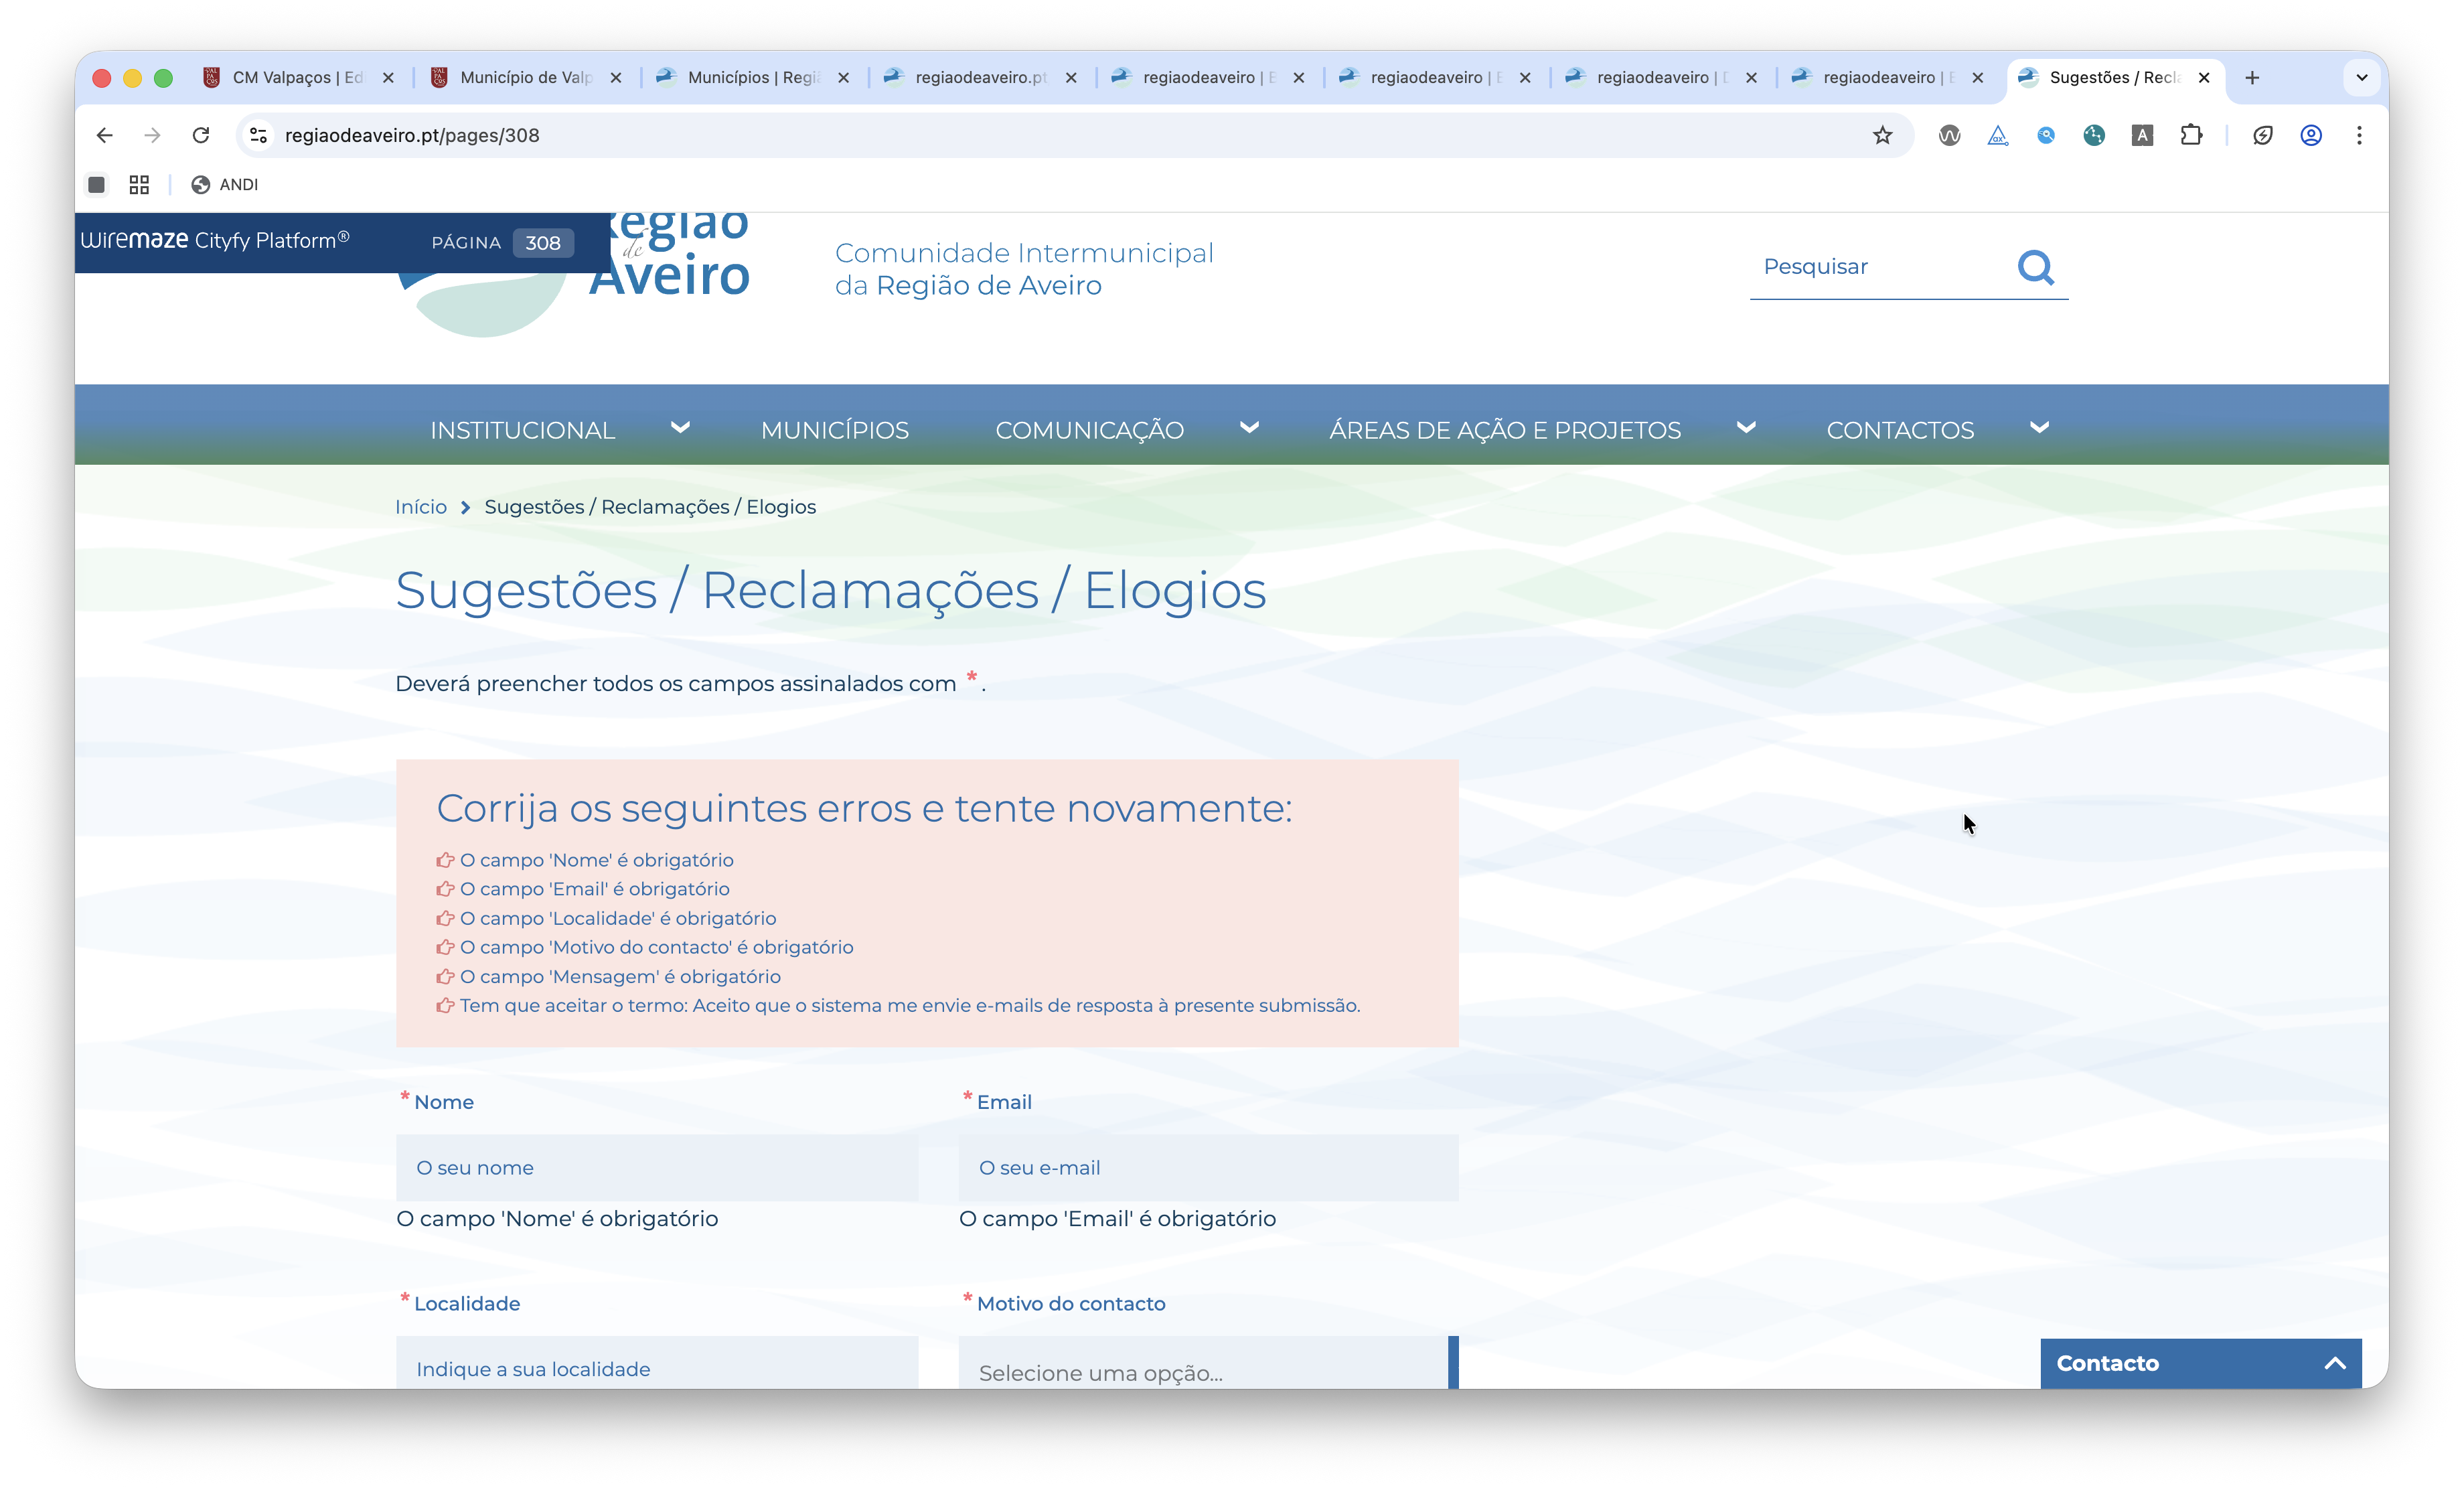 CM Valpaços | Ed
Município de Valp
Municípios | Regi
regiaodeaveiro.pt
regiaodeaveiro |
regiaodeaveiro |
regiaodeaveiro |
regiaodeaveiro |
Sugestões / Recl
regiaodeaveiro.pt/pages/308
ANDI
wiremaze Cityfy Platform®
PÁGINA 308
Região
de
Aveiro
Comunidade Intermunicipal
da Região de Aveiro
Pesquisar
INSTITUCIONAL MUNICÍPIOS COMUNICAÇÃO ÁREAS DE AÇÃO E PROJETOS CONTACTOS
Início Sugestões / Reclamações / Elogios
Sugestões / Reclamações / Elogios
Deverá preencher todos os campos assinalados com * .
Corrija os seguintes erros e tente novamente:
O campo 'Nome' é obrigatório
O campo 'Email' é obrigatório
O campo 'Localidade' é obrigatório
O campo 'Motivo do contacto' é obrigatório
O campo 'Mensagem' é obrigatório
Tem que aceitar o termo: Aceito que o sistema me envie e-mails de resposta à presente submissão.
* Nome
* Email
O seu nome
O seu e-mail
O campo 'Nome' é obrigatório
O campo 'Email' é obrigatório
* Localidade
* Motivo do contacto
Indique a sua localidade
Selecione uma opção...
Contacto